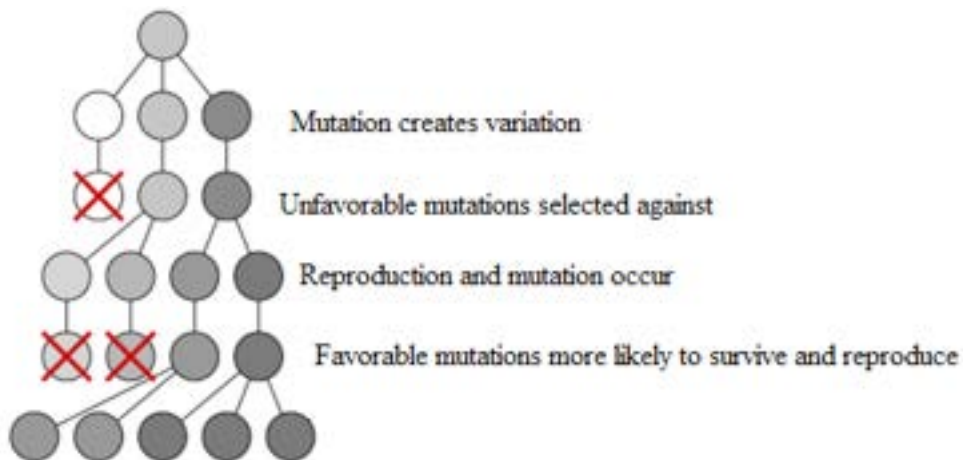 Mutation creates variation
Unfavorable mutations selected against
Reproduction and mutation occur
Favorable mutations more likely to survive and reproduce